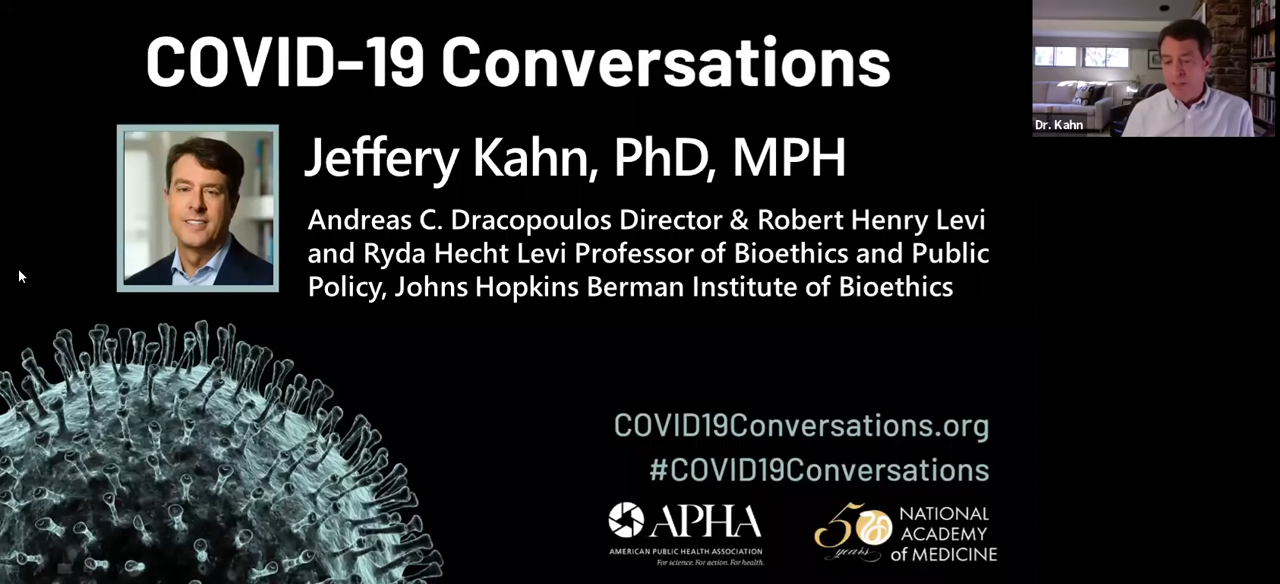 COVID-19 Conversations
Dr. Kahn
Jeffery Kahn, PhD, MPH
Andreas C. Dracopoulos Director & Robert Henry Levi
and Ryda Hecht Levi Professor of Bioethics and Public
Policy, Johns Hopkins Berman Institute of Bioethics
COVID19Conversations.org
#COVID19Conversations
APHA
AMERICAN PUBLIC HEALTH ASSOCIATION
For science. For action. For health.
50 years
NATIONAL
ACADEMY
of MEDICINE